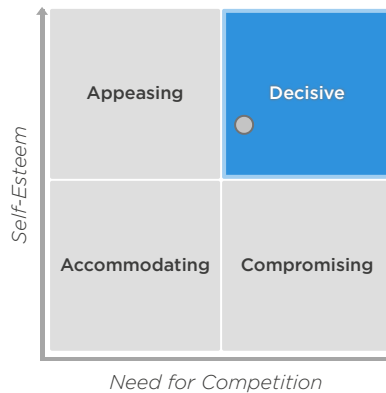 Appeasing
Decisive
Self-Esteem
Accommodating
Compromising
Need for Competition